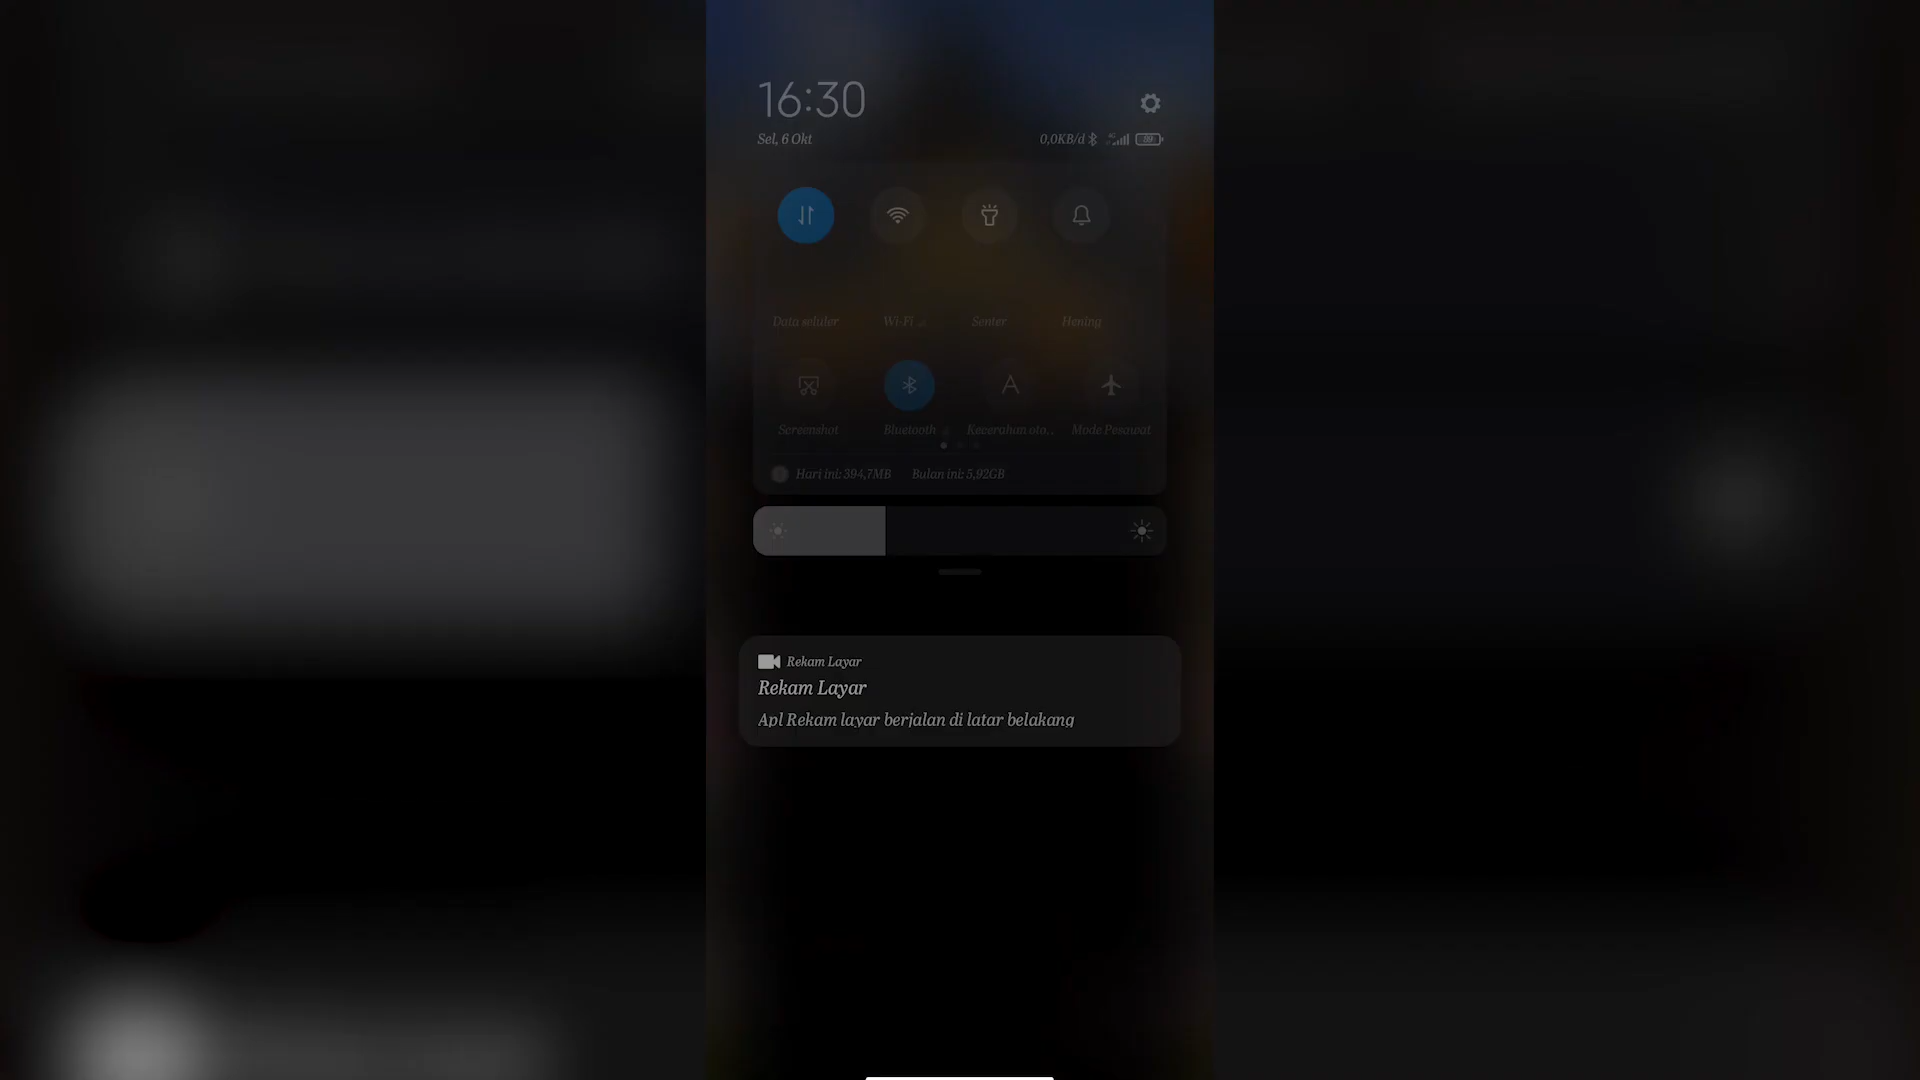 16:30
Sel, 6 Okt
0,0KB/d
4G
89
Data seluler
Wi-Fi
Senter
Hening
A
Screenshot
Bluetooth
Kecerahan oto...
Mode Pesawat
Hari ini: 394,7MB
Bulan ini: 5,92GB
Rekam Layar
Rekam Layar
Apl Rekam layar berjalan di latar belakang